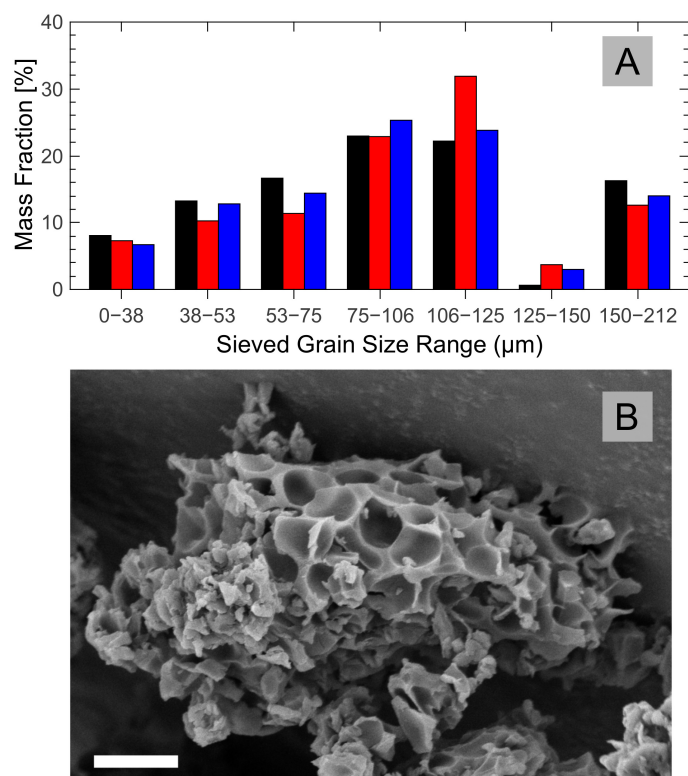 A
40
30
20
10
0
Mass Fraction [%]
0−38 38−53 53−75 75−106 106−125 125−150 150−212
Sieved Grain Size Range (µm)
B